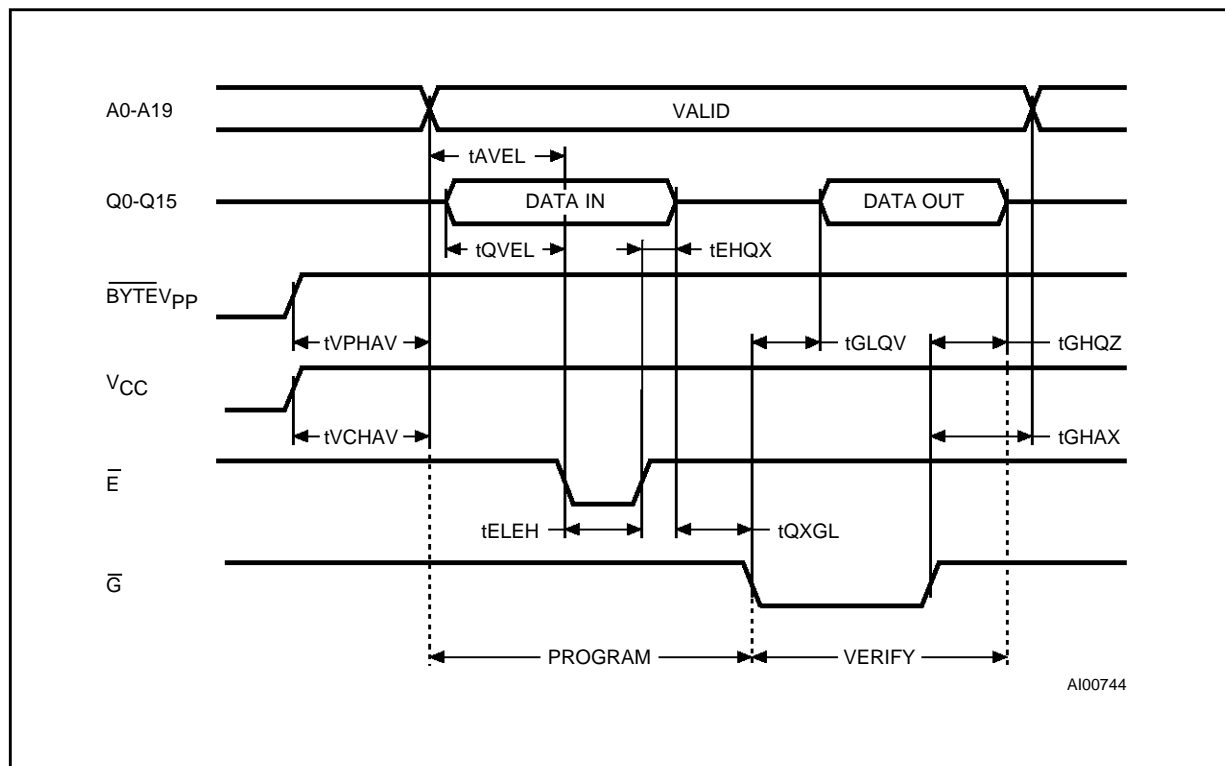 A0-A19
VALID
tAVEL
Q0-Q15
DATA IN
DATA OUT
tQVEL
tEHQX
BYTEVPP
tVPHAV
tGLQV
tGHQZ
VCC
tVCHAV
tGHAX
E
tELEH
tQXGL
G
PROGRAM
VERIFY
AI00744